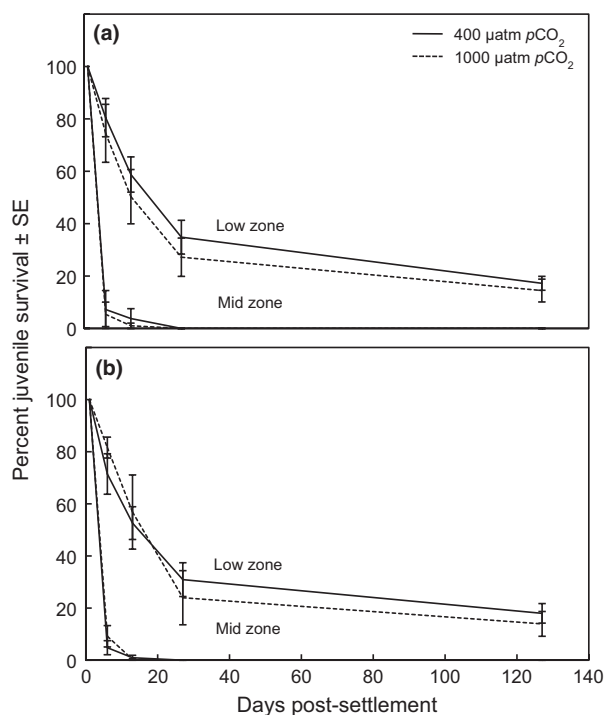 (a)
400 µatm pCO₂
1000 µatm pCO₂
100
80
60
40
20
0
Low zone
Mid zone
Percent juvenile survival ± SE
(b)
100
80
60
40
20
0
Low zone
Mid zone
0 20 40 60 80 100 120 140
Days post-settlement